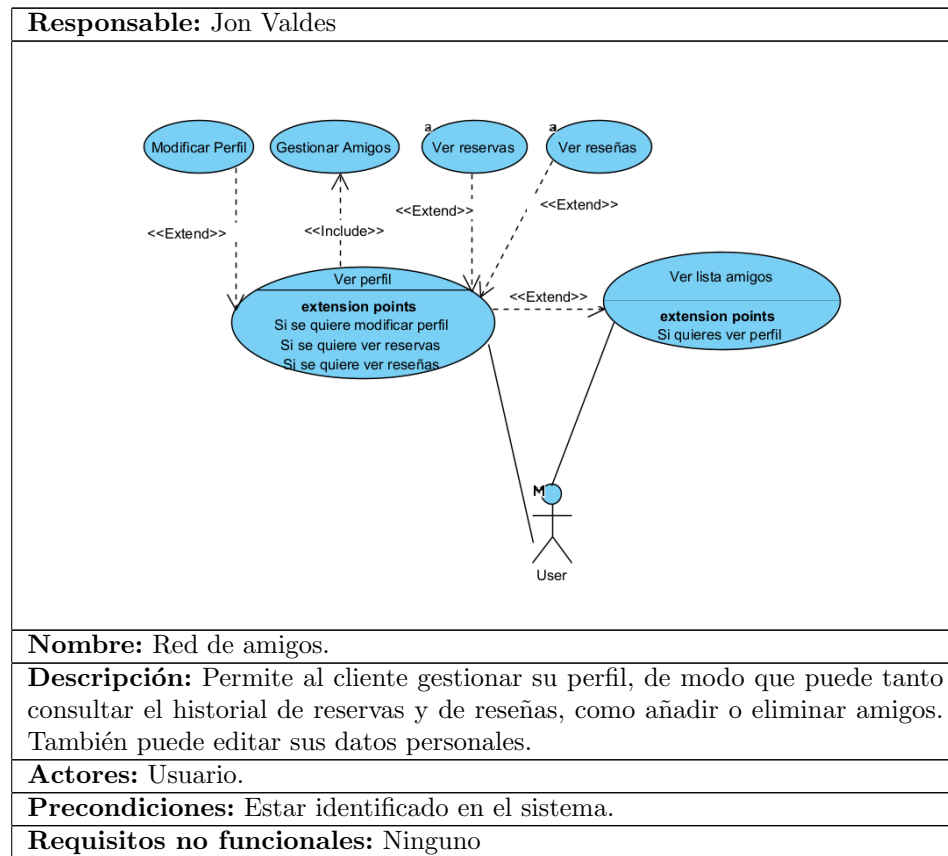 Responsable: Jon Valdes
a
a
Modificar Perfil
Gestionar Amigos
Ver reservas
Ver reseñas
<<Extend>>
<<Include>>
<<Extend>>
<<Extend>>
Ver perfil
extension points
Si se quiere modificar perfil
Si se quiere ver reservas
Si se quiere ver reseñas
<<Extend>>
Ver lista amigos
extension points
Si quieres ver perfil
M
User
Nombre: Red de amigos.
Descripción: Permite al cliente gestionar su perfil, de modo que puede tanto
consultar el historial de reservas y de reseñas, como añadir o eliminar amigos.
También puede editar sus datos personales.
Actores: Usuario.
Precondiciones: Estar identificado en el sistema.
Requisitos no funcionales: Ninguno